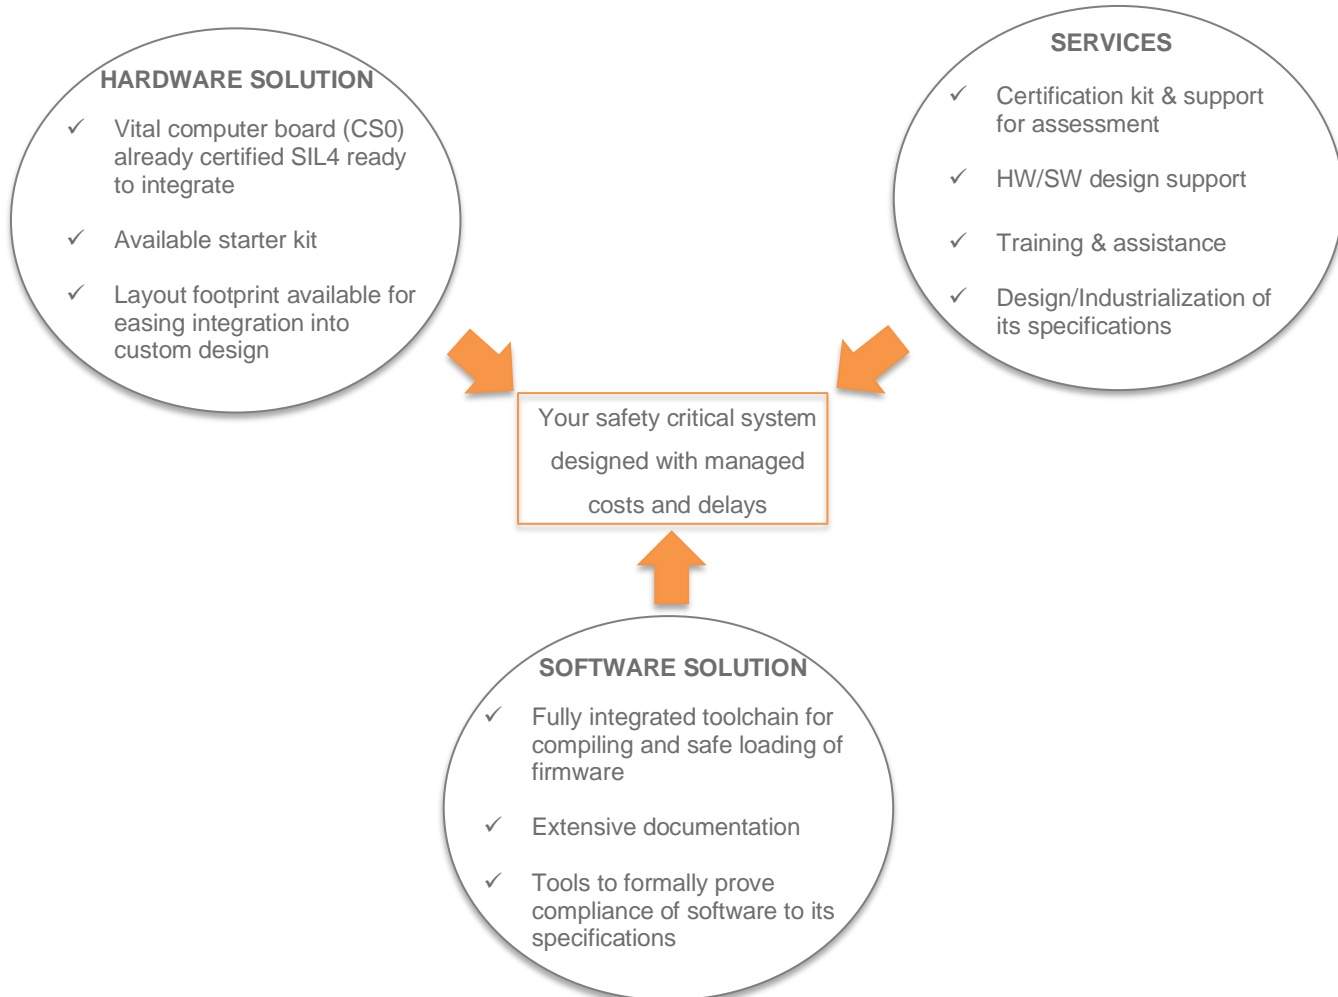 HARDWARE SOLUTION
✓ Vital computer board (CS0)
already certified SIL4 ready
to integrate
✓ Available starter kit
✓ Layout footprint available for
easing integration into
custom design
SERVICES
✓ Certification kit & support
for assessment
✓ HW/SW design support
✓ Training & assistance
✓ Design/Industrialization of
its specifications
Your safety critical system
designed with managed
costs and delays
SOFTWARE SOLUTION
✓ Fully integrated toolchain for
compiling and safe loading of
firmware
✓ Extensive documentation
✓ Tools to formally prove
compliance of software to its
specifications